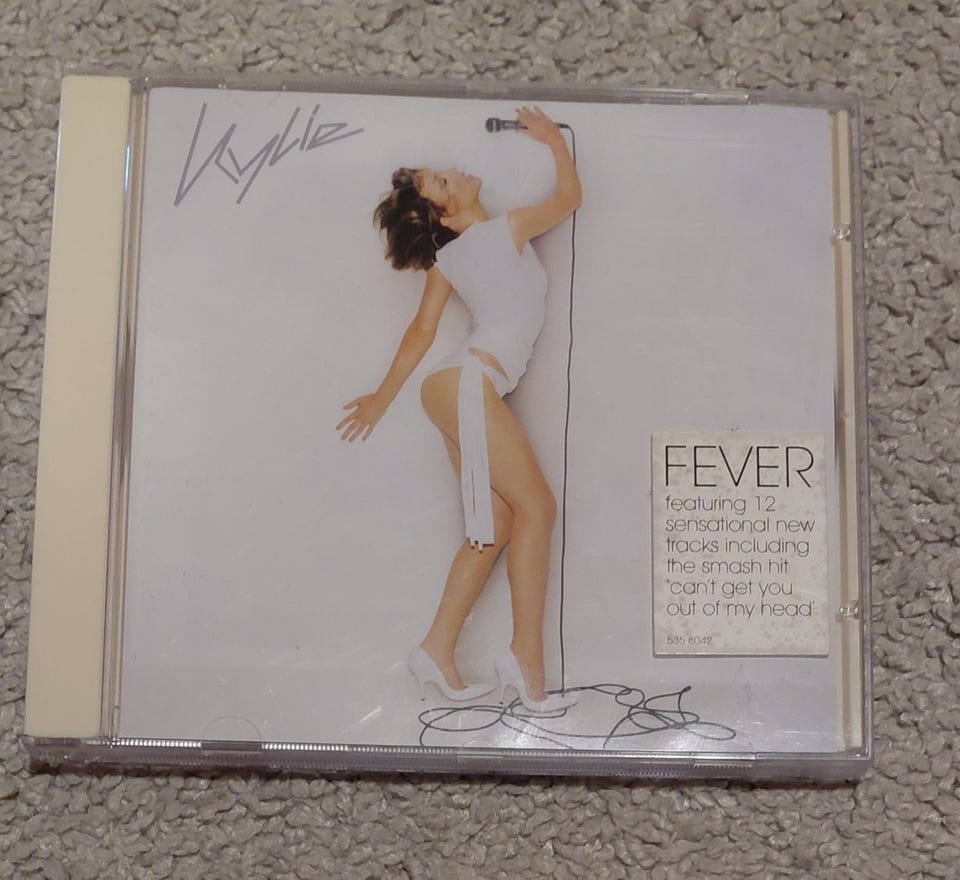 Kylie
FEVER
featuring 12
sensational new
tracks including
the smash hit
'can't get you
out of my head'
535 8042